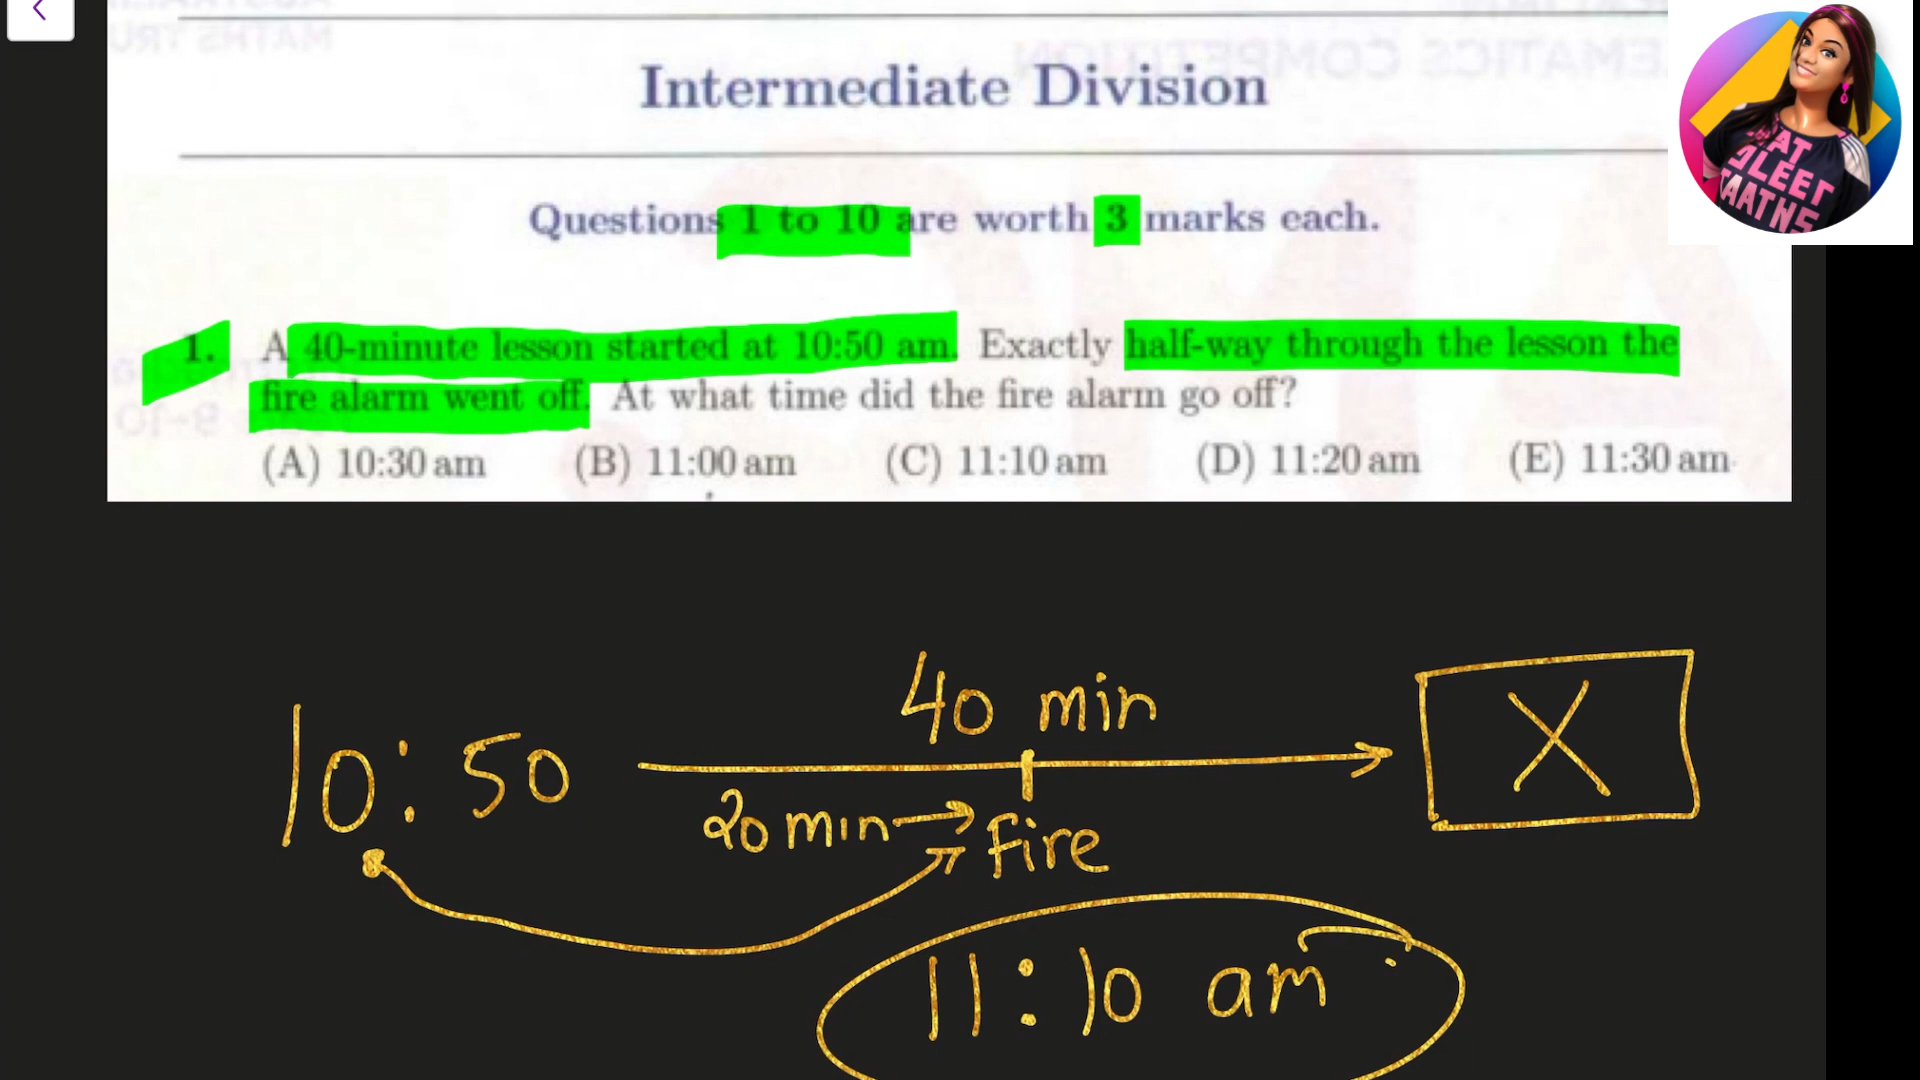 Intermediate Division
Questions 1 to 10 are worth 3 marks each.
1. A 40-minute lesson started at 10:50 am. Exactly half-way through the lesson the
fire alarm went off. At what time did the fire alarm go off?
(A) 10:30 am (B) 11:00 am (C) 11:10 am (D) 11:20 am (E) 11:30 am
40 min
10:50
X
20 min
fire
11:10 am